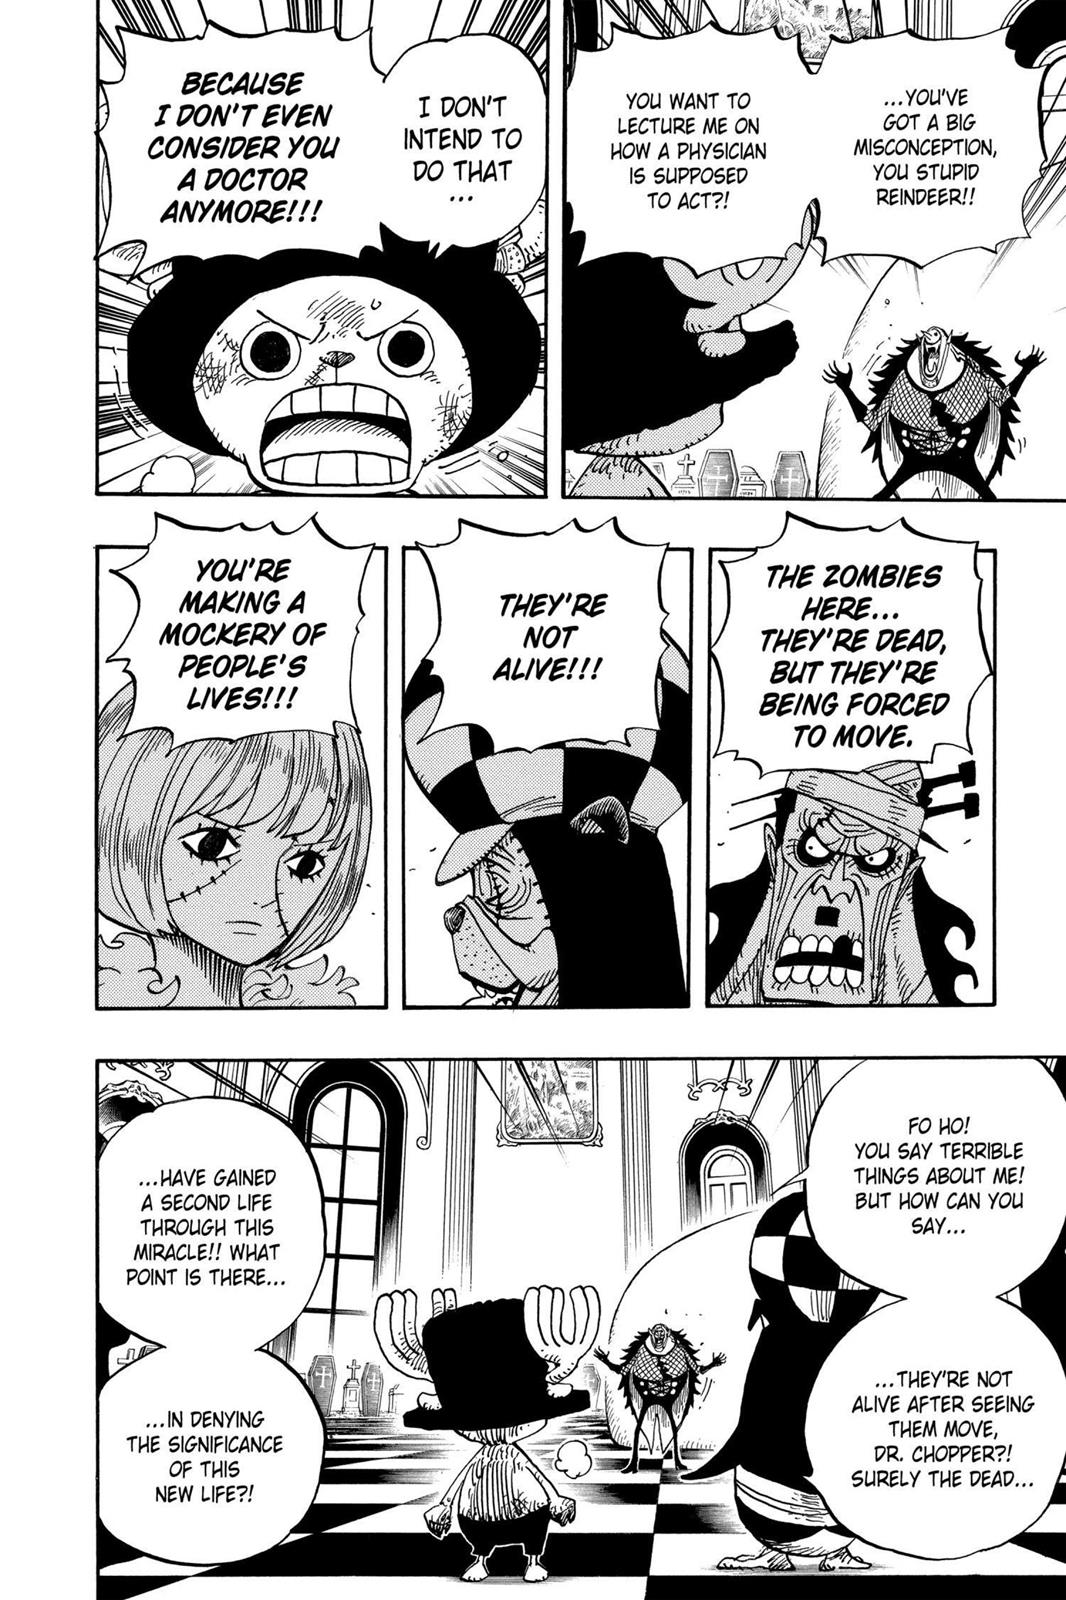 ...YOU'VE
GOT A BIG
MISCONCEPTION,
YOU STUPID
REINDEER!!
YOU WANT TO
LECTURE ME ON
HOW A PHYSICIAN
IS SUPPOSED
TO ACT?!
I DON'T
INTEND TO
DO THAT
...
BECAUSE
I DON'T EVEN
CONSIDER YOU
A DOCTOR
ANYMORE!!!
THE ZOMBIES
HERE...
THEY'RE DEAD,
BUT THEY'RE
BEING FORCED
TO MOVE.
THEY'RE
NOT
ALIVE!!!
YOU'RE
MAKING A
MOCKERY OF
PEOPLE'S
LIVES!!!
FO HO!
YOU SAY TERRIBLE
THINGS ABOUT ME!
BUT HOW CAN YOU
SAY...
...THEY'RE NOT
ALIVE AFTER SEEING
THEM MOVE,
DR. CHOPPER?!
SURELY THE DEAD...
...HAVE GAINED
A SECOND LIFE
THROUGH THIS
MIRACLE!! WHAT
POINT IS THERE...
...IN DENYING
THE SIGNIFICANCE
OF THIS
NEW LIFE?!